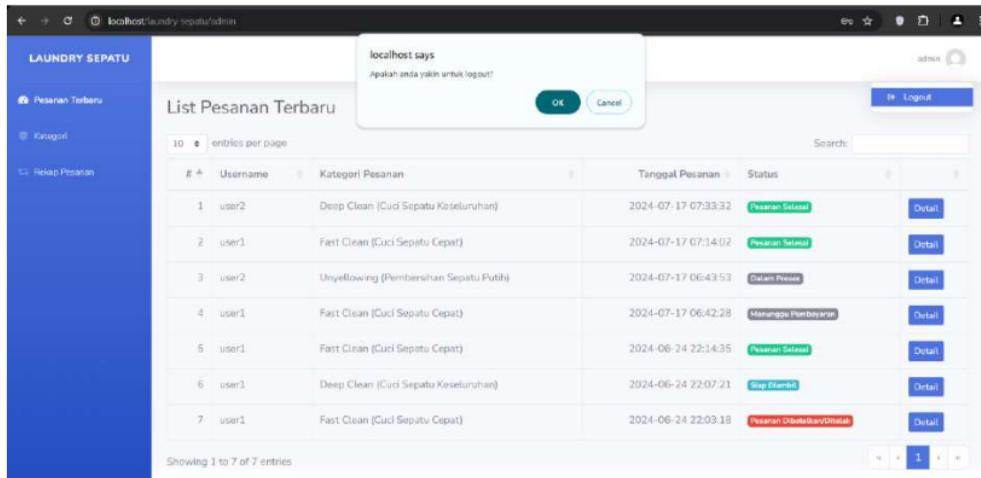 localhost/laundry-sepatu/admin
LAUNDRY SEPATU
localhost says
Apakah anda yakin untuk logout?
OK Cancel
admin
Logout
Pesanan Terbaru
Kategori
Rekap Pesanan
List Pesanan Terbaru
10 entries per page Search:
# Username Kategori Pesanan Tanggal Pesanan Status
1 user2 Deep Clean (Cuci Sepatu Keseluruhan) 2024-07-17 07:33:32 Pesanan Selesai Detail
2 user1 Fast Clean (Cuci Sepatu Cepat) 2024-07-17 07:14:02 Pesanan Selesai Detail
3 user2 Unyellowing (Pembersihan Sepatu Putih) 2024-07-17 06:43:53 Dalam Proses Detail
4 user1 Fast Clean (Cuci Sepatu Cepat) 2024-07-17 06:42:28 Menunggu Pembayaran Detail
5 user1 Fast Clean (Cuci Sepatu Cepat) 2024-06-24 22:14:35 Pesanan Selesai Detail
6 user1 Deep Clean (Cuci Sepatu Keseluruhan) 2024-06-24 22:07:21 Siap Diambil Detail
7 user1 Fast Clean (Cuci Sepatu Cepat) 2024-06-24 22:03:18 Pesanan Dibatalkan/Ditolak Detail
Showing 1 to 7 of 7 entries
« ‹ 1 › »